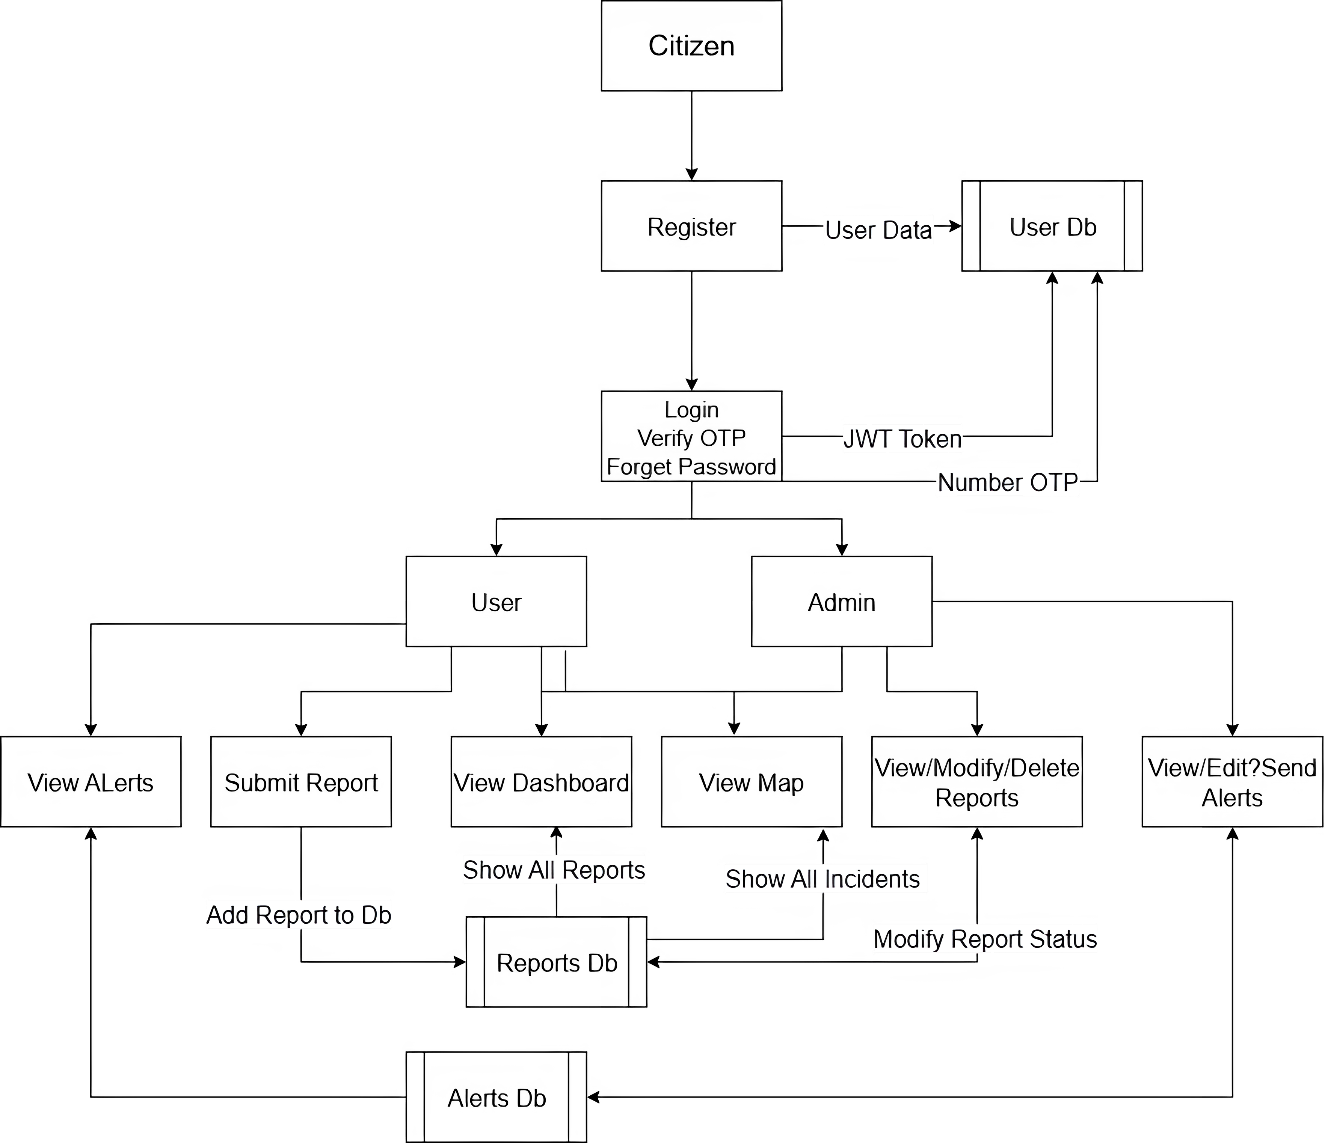 Citizen
Register
User Data
User Db
Login
Verify OTP
Forget Password
JWT Token
Number OTP
User
Admin
View ALerts
Submit Report
View Dashboard
View Map
View/Modify/Delete
Reports
View/Edit?Send
Alerts
Show All Reports
Show All Incidents
Add Report to Db
Modify Report Status
Reports Db
Alerts Db